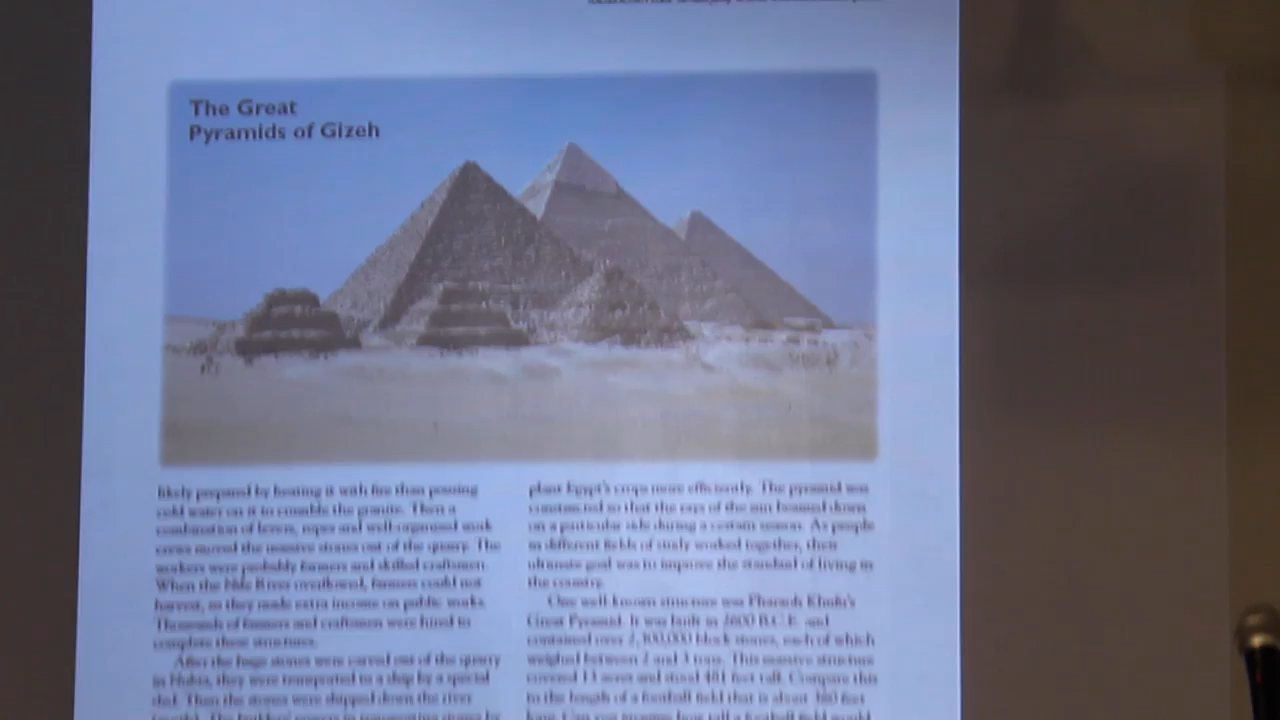 The Great
Pyramids of Gizeh
likely prepared by heating it with fire than pouring
cold water on it to crumble the granite. Then a
combination of levers, ropes and well-organized work
crews moved the massive stones out of the quarry. The
workers were probably farmers and skilled craftsmen.
When the Nile River overflowed, farmers could not
harvest, so they made extra income on public works.
Thousands of farmers and craftsmen were hired to
complete these structures.
After the huge stones were carved out of the quarry
in Nubia, they were transported to a ship by a special
sled. Then the stones were shipped down the river
plant Egypt's crops more efficiently. The pyramid was
constructed so that the rays of the sun beamed down
on a particular side during a certain season. As people
in different fields of study worked together, their
ultimate goal was to improve the standard of living in
the country.
One well-known structure was Pharaoh Khufu's
Great Pyramid. It was built in 2600 B.C.E. and
contained over 2,300,000 block stones, each of which
weighed between 2 and 3 tons. This massive structure
covered 13 acres and stood 481 feet tall. Compare this
to the length of a football field that is about 360 feet
long. Can you imagine how tall a football field would